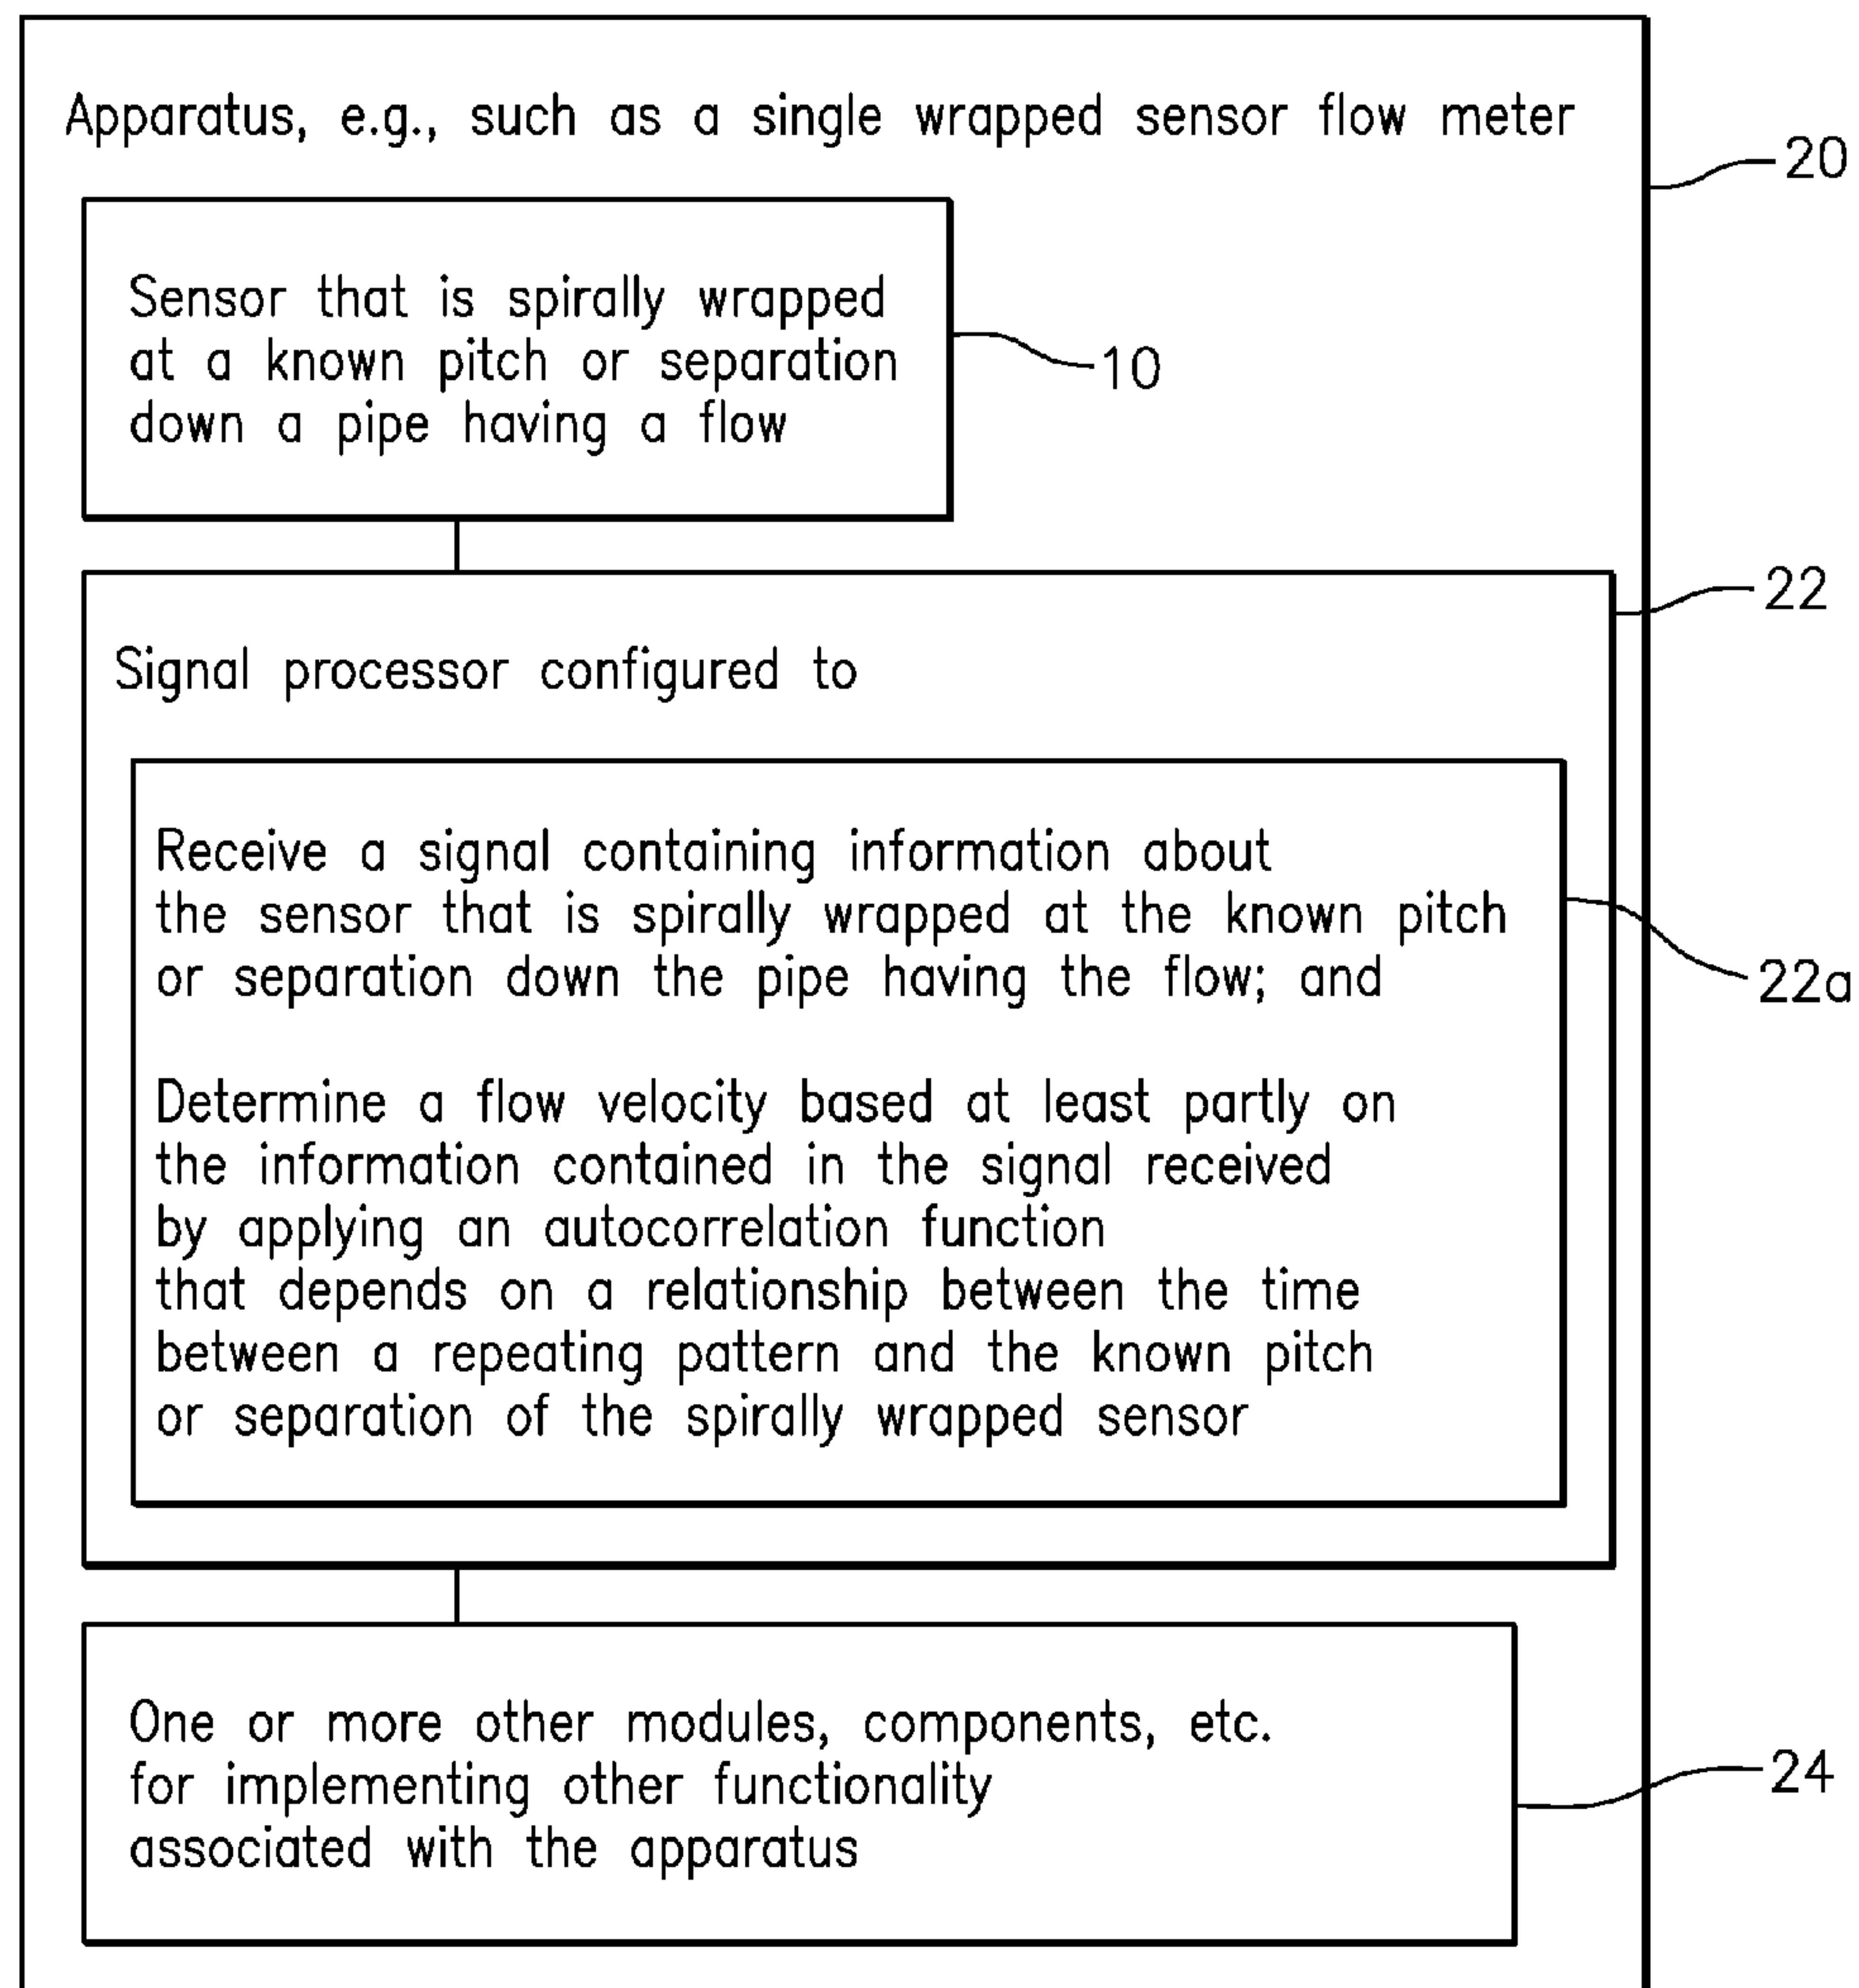 Apparatus, e.g., such as a single wrapped sensor flow meter
20
Sensor that is spirally wrapped
at a known pitch or separation
down a pipe having a flow
10
22
Signal processor configured to
Receive a signal containing information about
the sensor that is spirally wrapped at the known pitch
or separation down the pipe having the flow; and
22a
Determine a flow velocity based at least partly on
the information contained in the signal received
by applying an autocorrelation function
that depends on a relationship between the time
between a repeating pattern and the known pitch
or separation of the spirally wrapped sensor
One or more other modules, components, etc.
for implementing other functionality
associated with the apparatus
24